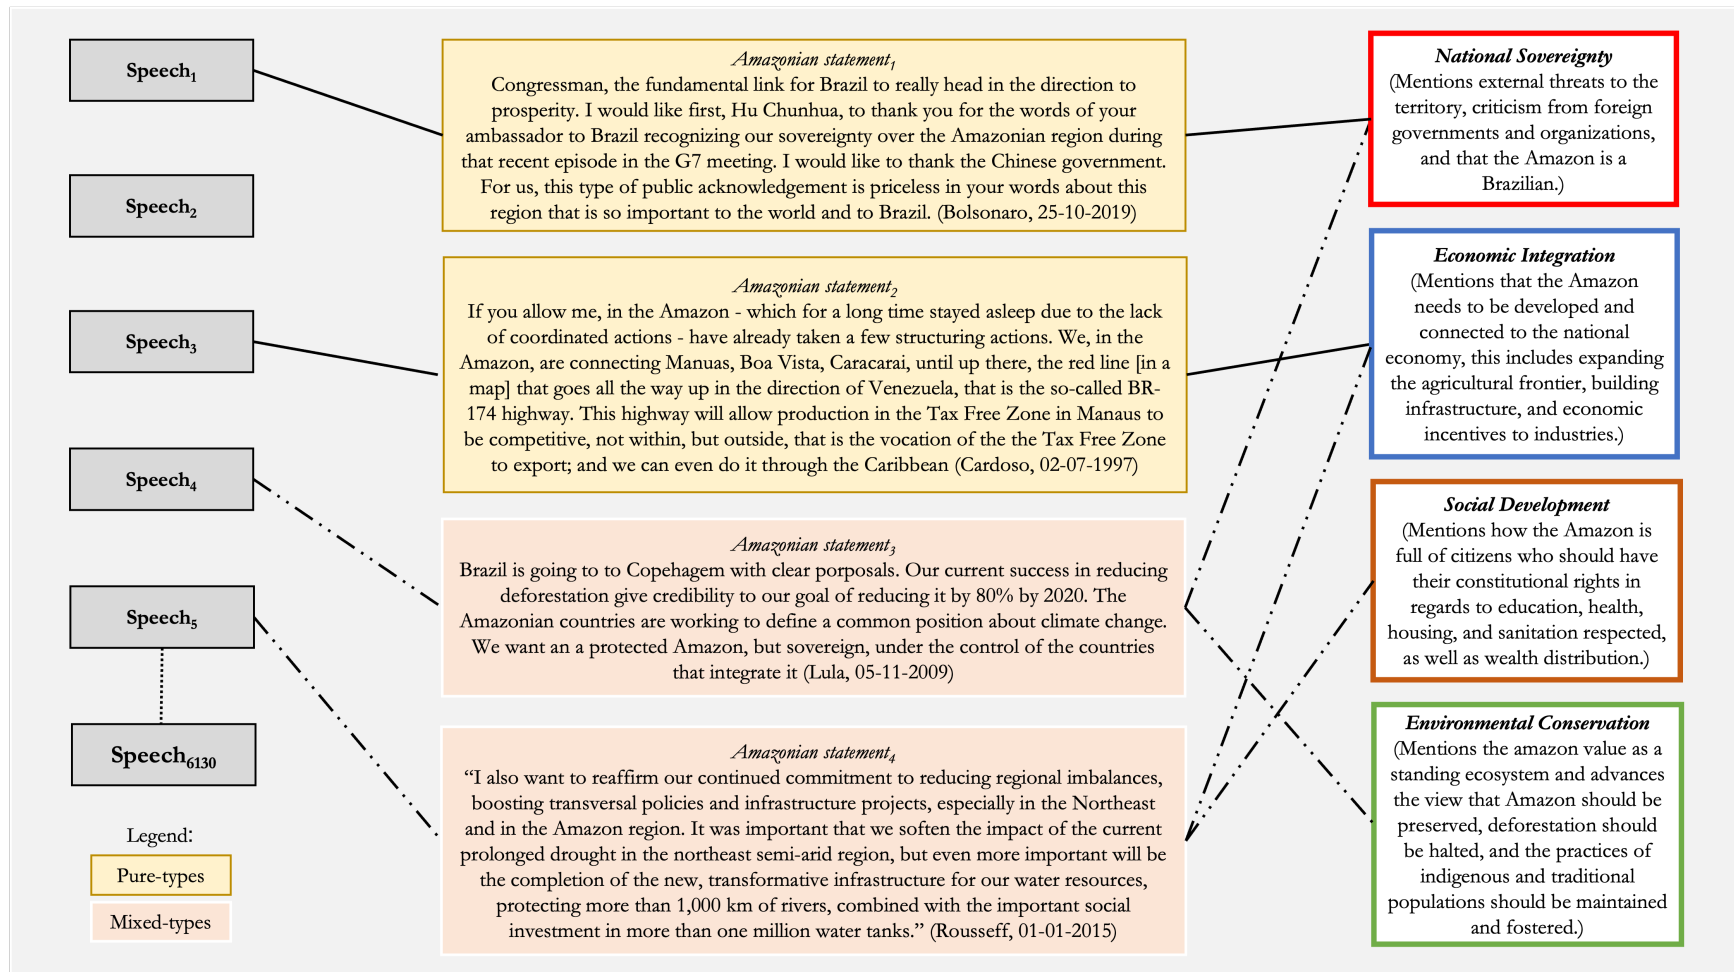 Speech1
Speech2
Speech3
Speech4
Speech5
Speech6130
Legend:
Pure-types
Mixed-types
Amazonian statement1
Congressman, the fundamental link for Brazil to really head in the direction to
prosperity. I would like first, Hu Chunhua, to thank you for the words of your
ambassador to Brazil recognizing our sovereignty over the Amazonian region during
that recent episode in the G7 meeting. I would like to thank the Chinese government.
For us, this type of public acknowledgement is priceless in your words about this
region that is so important to the world and to Brazil. (Bolsonaro, 25-10-2019)
Amazonian statement2
If you allow me, in the Amazon - which for a long time stayed asleep due to the lack
of coordinated actions - have already taken a few structuring actions. We, in the
Amazon, are connecting Manuas, Boa Vista, Caracarai, until up there, the red line [in a
map] that goes all the way up in the direction of Venezuela, that is the so-called BR-
174 highway. This highway will allow production in the Tax Free Zone in Manaus to
be competitive, not within, but outside, that is the vocation of the the Tax Free Zone
to export; and we can even do it through the Caribbean (Cardoso, 02-07-1997)
Amazonian statement3
Brazil is going to to Copehagem with clear porposals. Our current success in reducing
deforestation give credibility to our goal of reducing it by 80% by 2020. The
Amazonian countries are working to define a common position about climate change.
We want an a protected Amazon, but sovereign, under the control of the countries
that integrate it (Lula, 05-11-2009)
Amazonian statement4
“I also want to reaffirm our continued commitment to reducing regional imbalances,
boosting transversal policies and infrastructure projects, especially in the Northeast
and in the Amazon region. It was important that we soften the impact of the current
prolonged drought in the northeast semi-arid region, but even more important will be
the completion of the new, transformative infrastructure for our water resources,
protecting more than 1,000 km of rivers, combined with the important social
investment in more than one million water tanks.” (Rousseff, 01-01-2015)
National Sovereignty
(Mentions external threats to the
territory, criticism from foreign
governments and organizations,
and that the Amazon is a
Brazilian.)
Economic Integration
(Mentions that the Amazon
needs to be developed and
connected to the national
economy, this includes expanding
the agricultural frontier, building
infrastructure, and economic
incentives to industries.)
Social Development
(Mentions how the Amazon is
full of citizens who should have
their constitutional rights in
regards to education, health,
housing, and sanitation respected,
as well as wealth distribution.)
Environmental Conservation
(Mentions the amazon value as a
standing ecosystem and advances
the view that Amazon should be
preserved, deforestation should
be halted, and the practices of
indigenous and traditional
populations should be maintained
and fostered.)